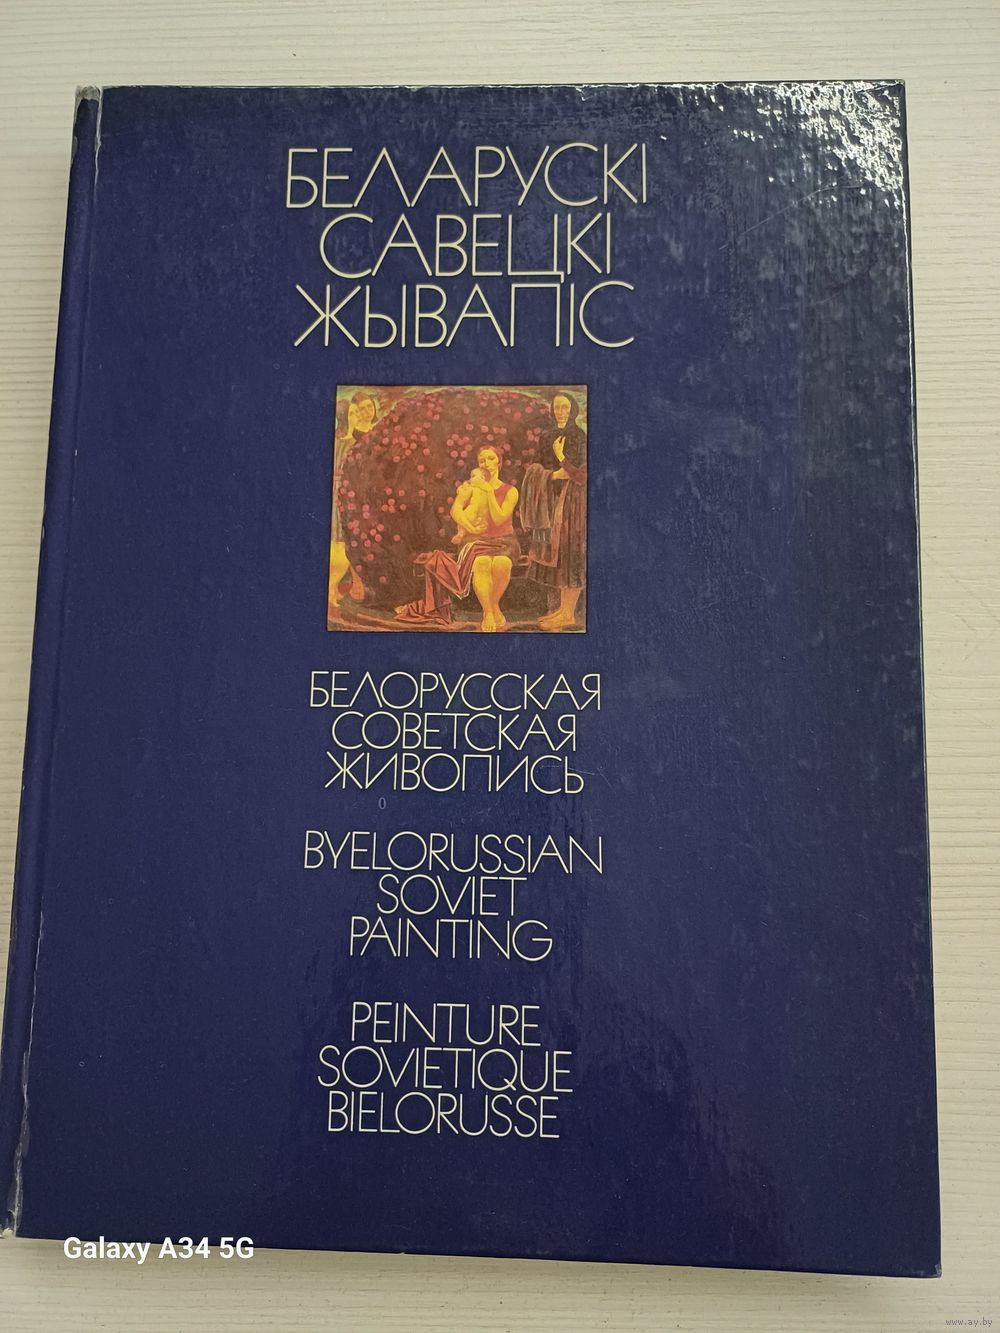 БЕЛАРУСКІ
САВЕЦКІ
ЖЫВАПІС
БЕЛОРУССКАЯ
СОВЕТСКАЯ
ЖИВОПИСЬ
BYELORUSSIAN
SOVIET
PAINTING
PEINTURE
SOVIETIQUE
BIELORUSSE
Galaxy A34 5G
www.ay.by